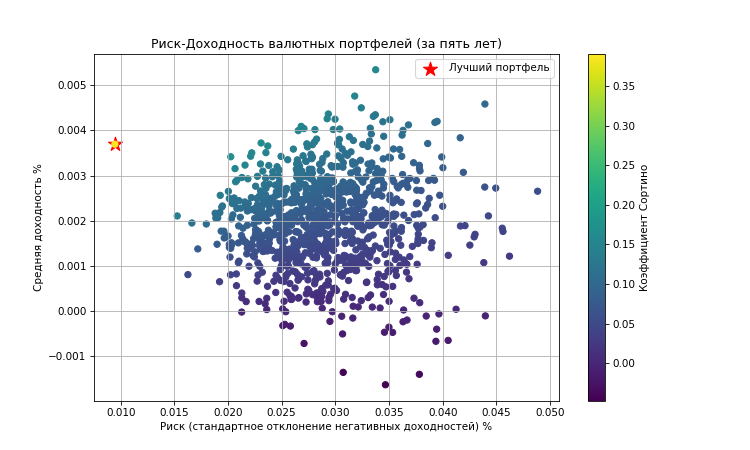 Риск-Доходность валютных портфелей (за пять лет)
Лучший портфель
Средняя доходность %
0.005
0.004
0.003
0.002
0.001
0.000
−0.001
0.010 0.015 0.020 0.025 0.030 0.035 0.040 0.045 0.050
Риск (стандартное отклонение негативных доходностей) %
0.35
0.30
0.25
0.20
0.15
0.10
0.05
0.00
Коэффициент Сортино